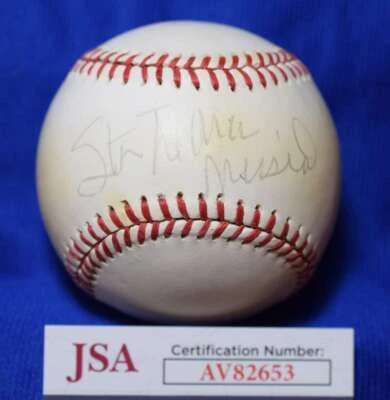 Stan The Man
Musial
JSA
Certification Number:
AV82653